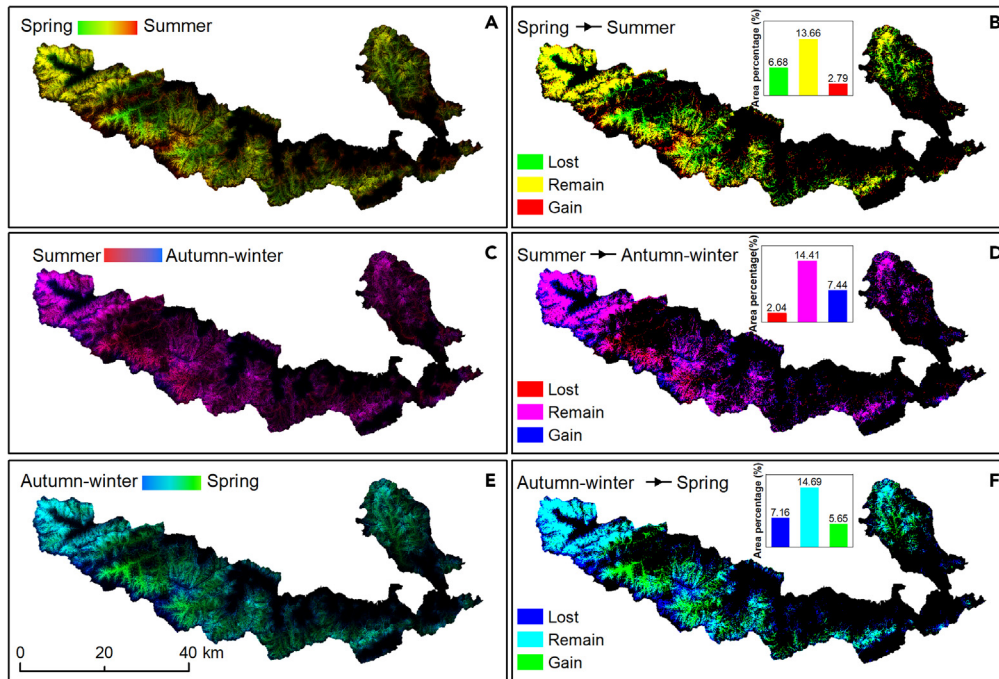 Spring Summer A
Spring Summer B
Area percentage (%)
6.68 13.66 2.79
Lost
Remain
Gain
Summer Autumn-winter C
Summer Antumn-winter D
Area percentage(%)
2.04 14.41 7.44
Lost
Remain
Gain
Autumn-winter Spring E
Autumn-winter Spring F
Area percentage (%)
7.16 14.69 5.65
Lost
Remain
Gain
0 20 40 km